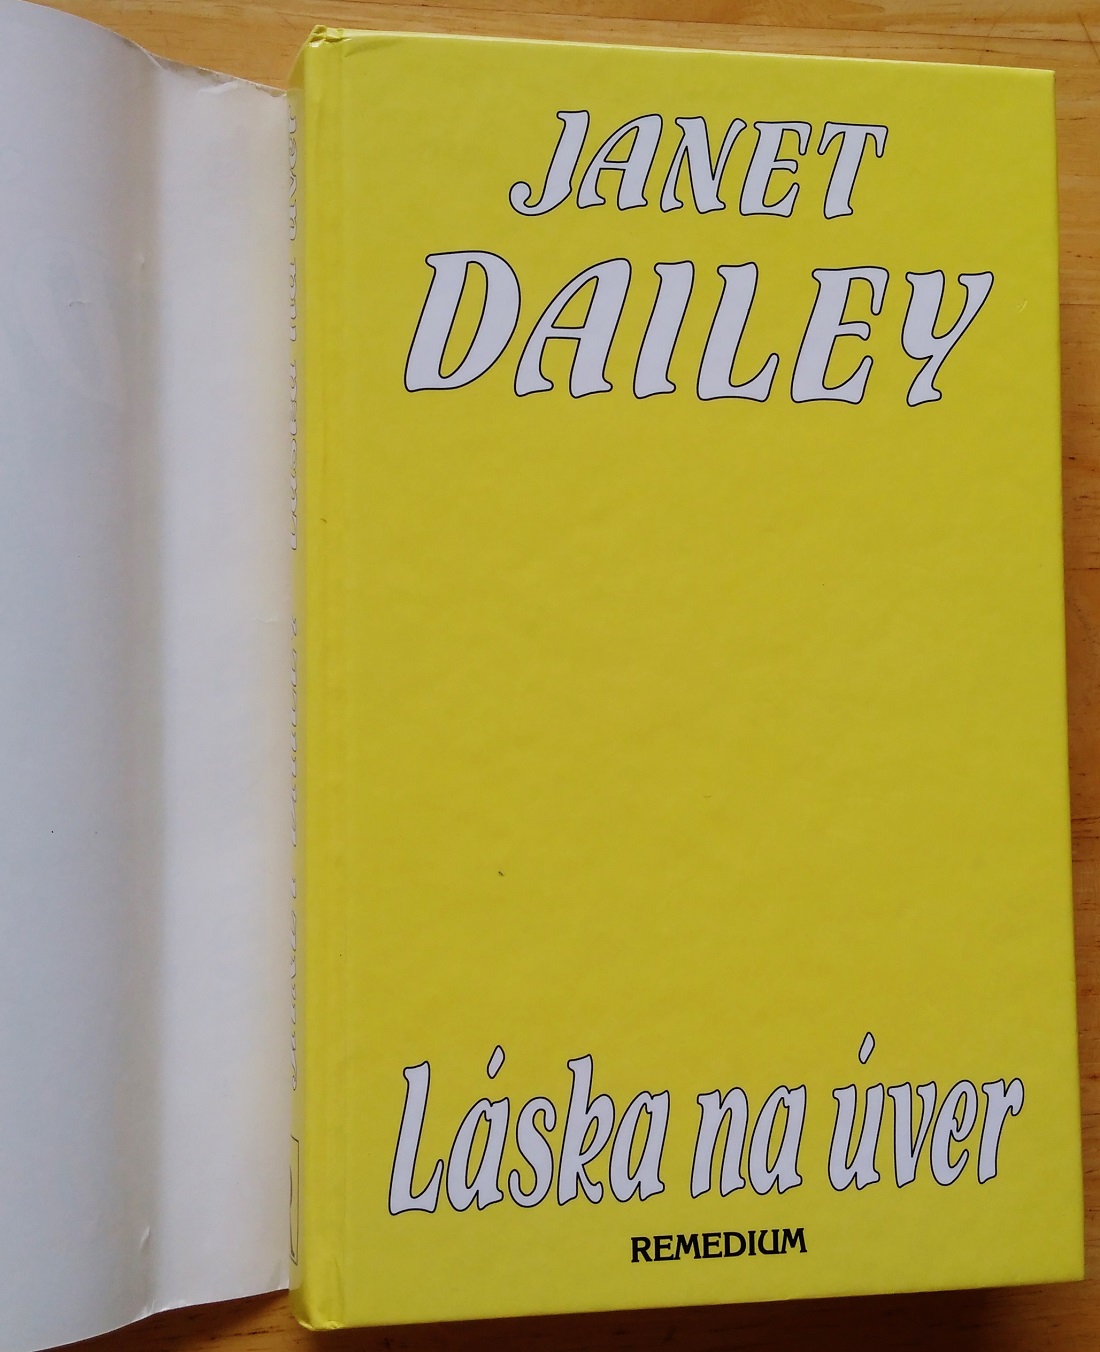 JANET
DAILEY
Láska na úver
REMEDIUM